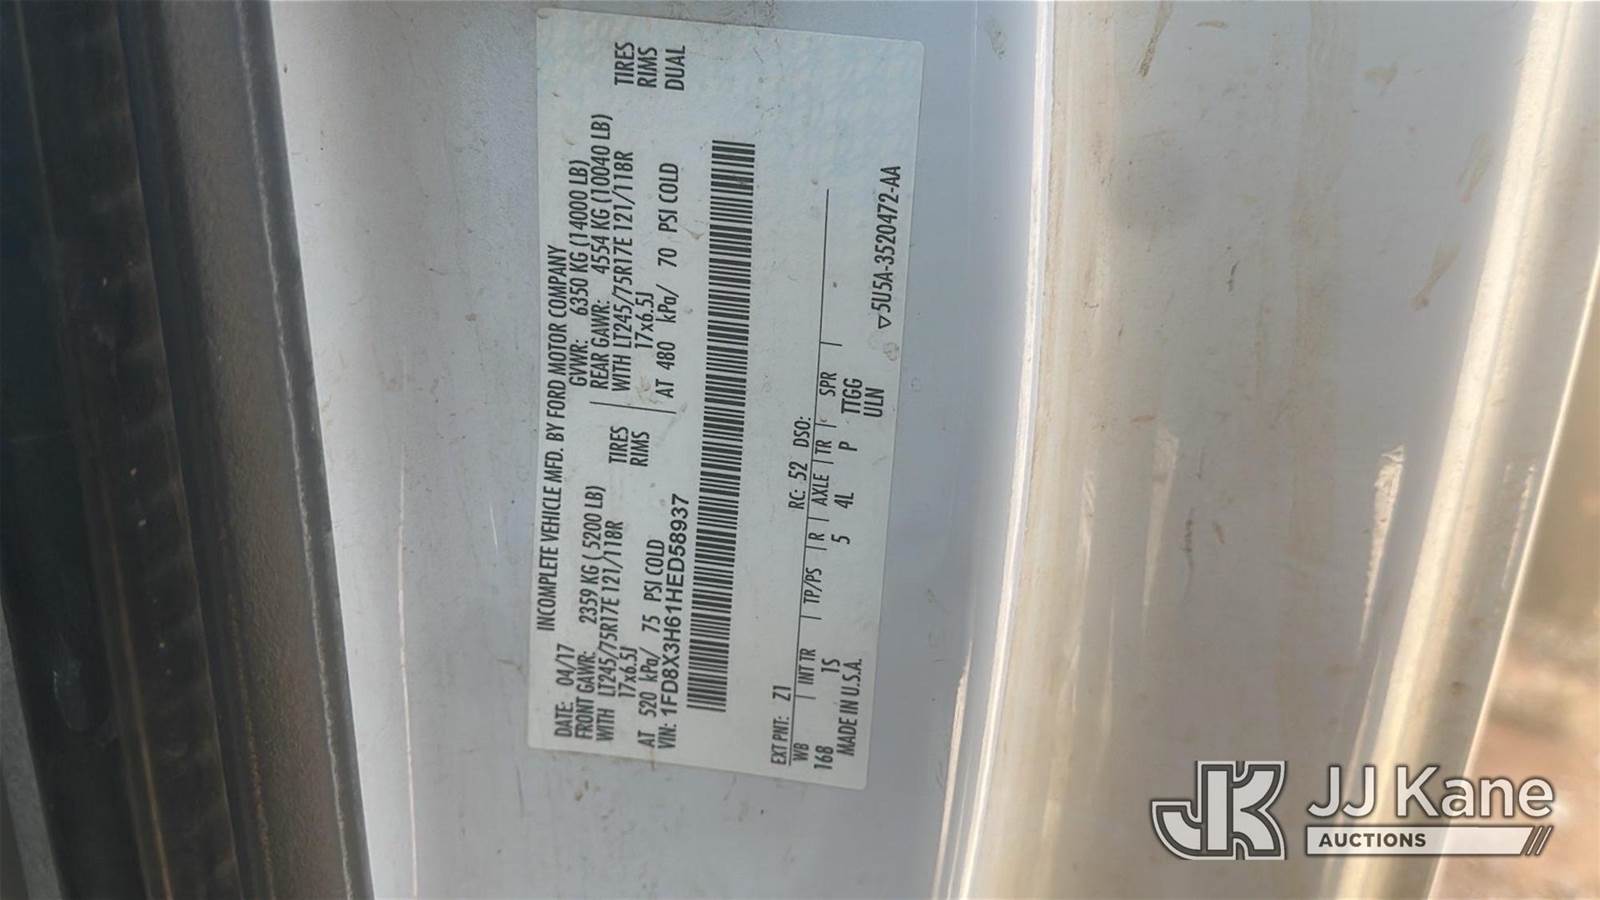 INCOMPLETE VEHICLE MFD. BY FORD MOTOR COMPANY
DATE: 04/17 GVWR: 6350 KG (14000 LB)
FRONT GAWR: 2359 KG ( 5200 LB) REAR GAWR: 4554 KG (10040 LB)
WITH LT245/75R17E 121/118R TIRES WITH LT245/75R17E 121/118R TIRES
17x6.5J RIMS 17x6.5J RIMS
AT 520 kPa/ 75 PSI COLD AT 480 kPa/ 70 PSI COLD DUAL
VIN: 1FD8X3H61HED58937
EXT PNT: Z1 RC: 52 DSO:
WB | INT TR | TP/PS | R | AXLE | TR | SPR |
168 1S 5 4L P TTGG
MADE IN U.S.A. ULN
▽5U5A-3520472-AA
JK JJ Kane
AUCTIONS